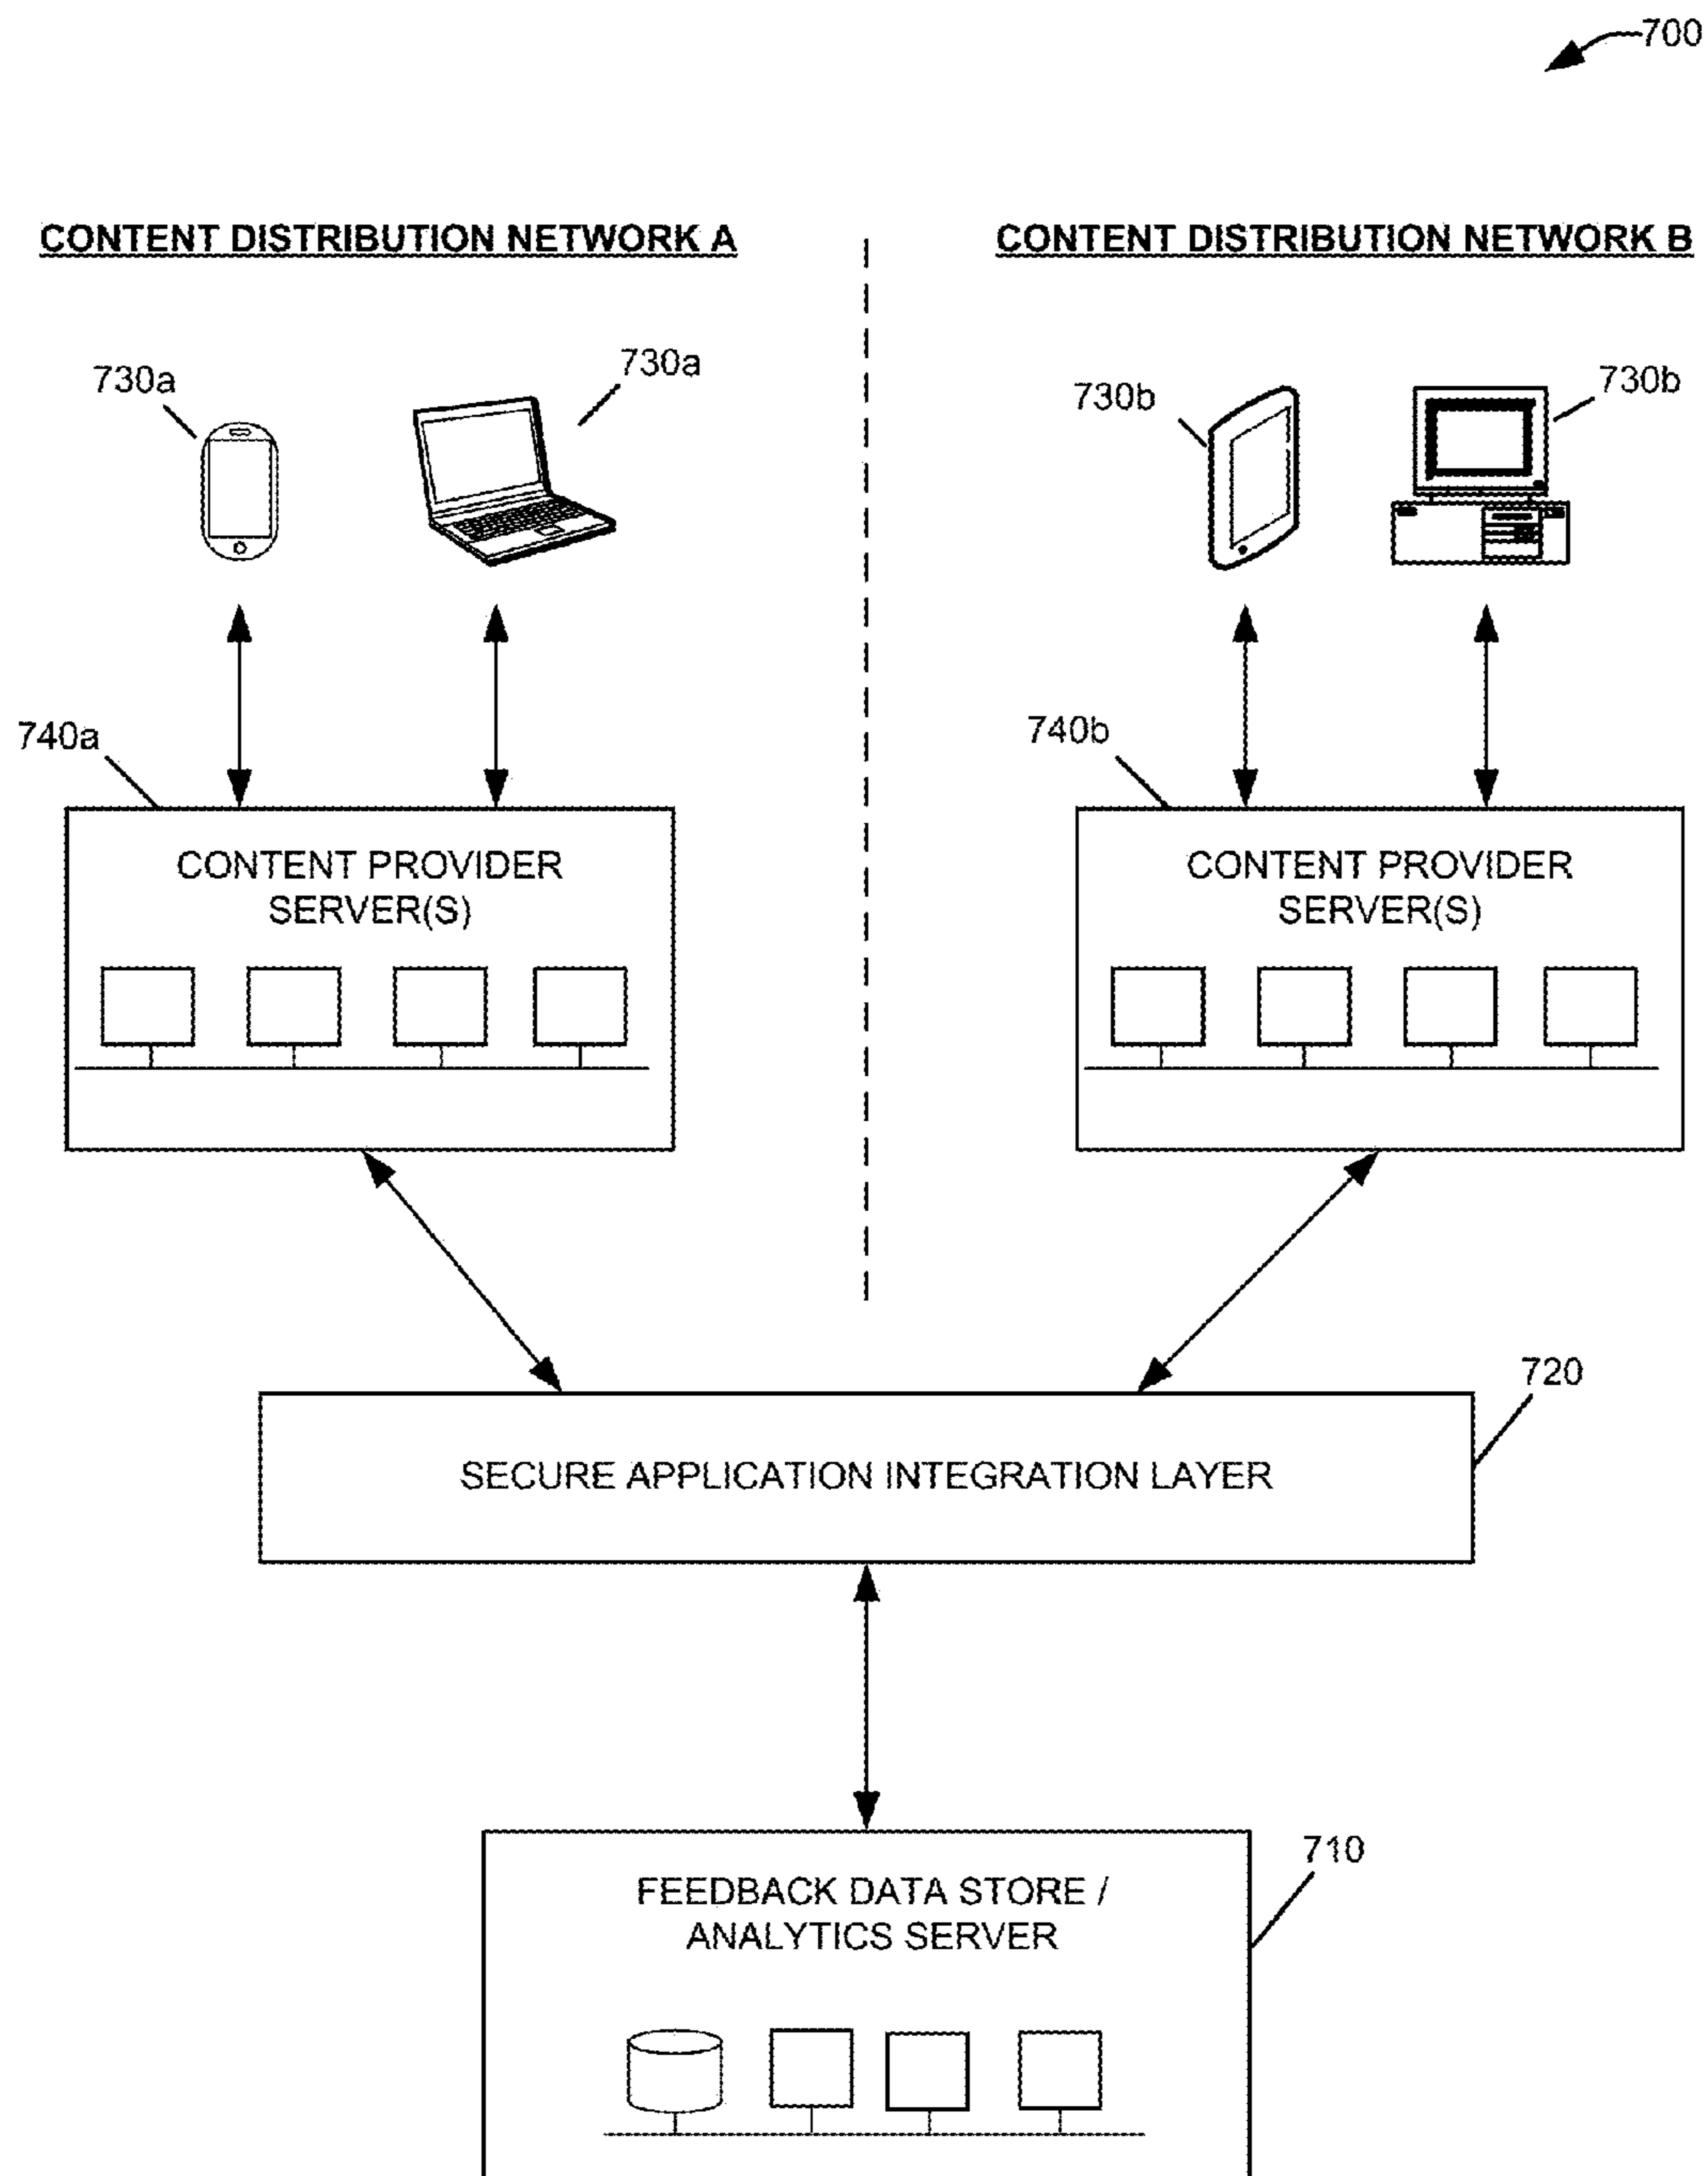 700
CONTENT DISTRIBUTION NETWORK A
CONTENT DISTRIBUTION NETWORK B
730a
730a
730b
730b
740a
740b
CONTENT PROVIDER
SERVER(S)
CONTENT PROVIDER
SERVER(S)
720
SECURE APPLICATION INTEGRATION LAYER
710
FEEDBACK DATA STORE /
ANALYTICS SERVER